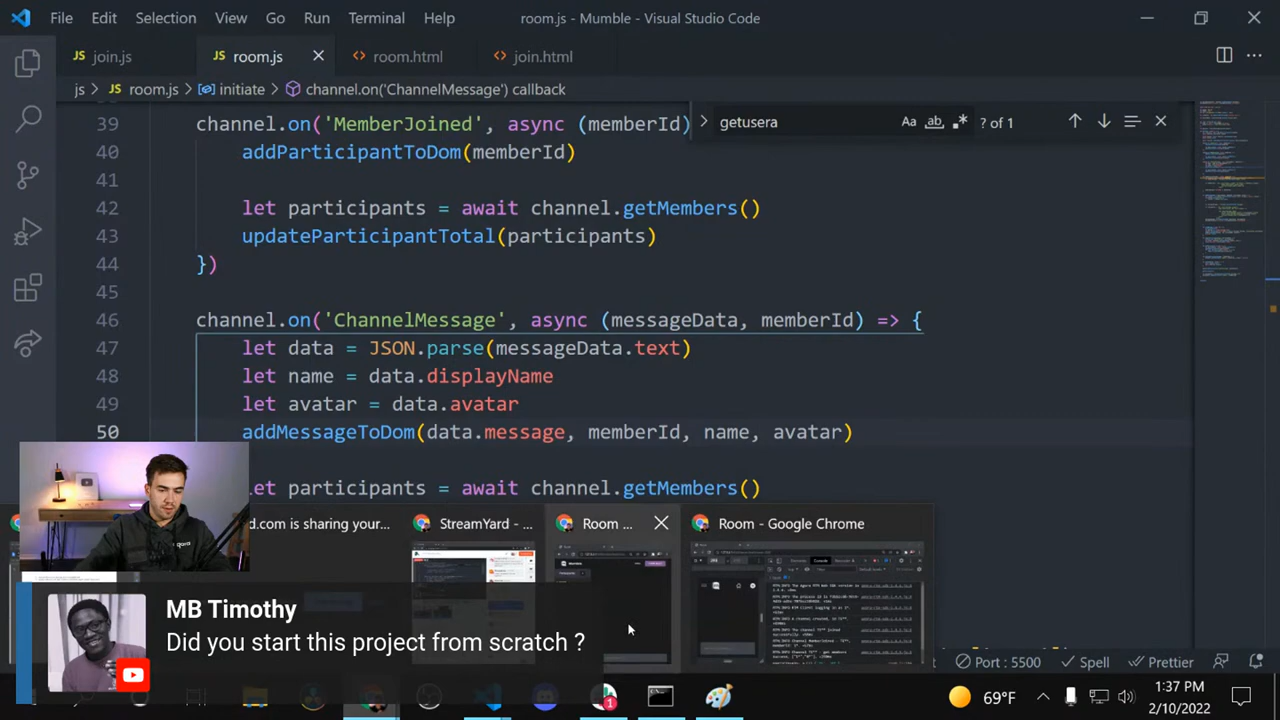 File Edit Selection View Go Run Terminal Help room.js - Mumble - Visual Studio Code
JS join.js JS room.js room.html join.html
js > JS room.js > initiate > channel.on('ChannelMessage') callback
getusera Aa ab ? of 1
39 channel.on('MemberJoined', async (memberId)
40 addParticipantToDom(memberId)
41
42 let participants = await channel.getMembers()
43 updateParticipantTotal(participants)
44 })
45
46 channel.on('ChannelMessage', async (messageData, memberId) => {
47 let data = JSON.parse(messageData.text)
48 let name = data.displayName
49 let avatar = data.avatar
50 addMessageToDom(data.message, memberId, name, avatar)
let participants = await channel.getMembers()
d.com is sharing your... StreamYard - ... Room ... Room - Google Chrome
MB Timothy
Did you start this project from scratch ?
Port : 5500 Spell Prettier
69°F 1:37 PM
2/10/2022